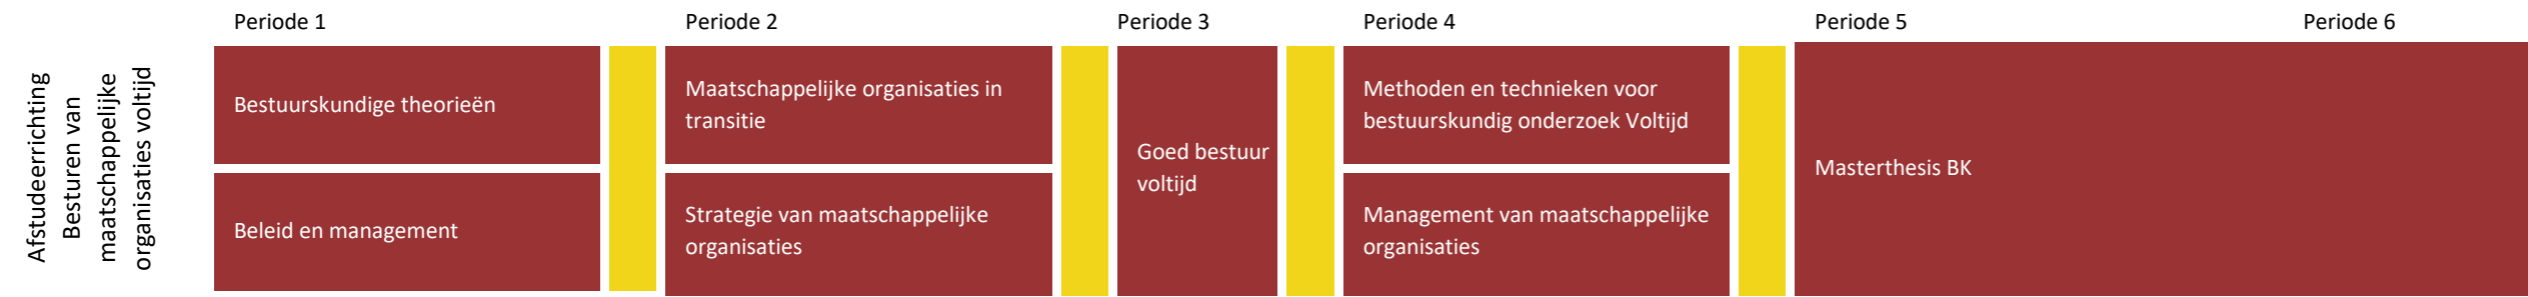 Periode 1
Periode 2
Periode 3
Periode 4
Periode 5
Periode 6
Afstudeerrichting
Besturen van
maatschappelijke
organisaties voltijd
Bestuurskundige theorieën
Beleid en management
Maatschappelijke organisaties in
transitie
Strategie van maatschappelijke
organisaties
Goed bestuur
voltijd
Methoden en technieken voor
bestuurskundig onderzoek Voltijd
Management van maatschappelijke
organisaties
Masterthesis BK